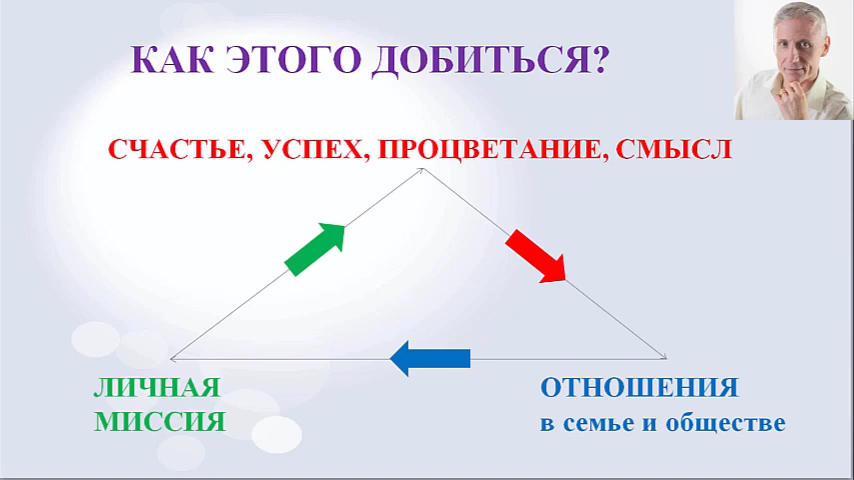 КАК ЭТОГО ДОБИТЬСЯ?
СЧАСТЬЕ, УСПЕХ, ПРОЦВЕТАНИЕ, СМЫСЛ
ЛИЧНАЯ
МИССИЯ
ОТНОШЕНИЯ
в семье и обществе